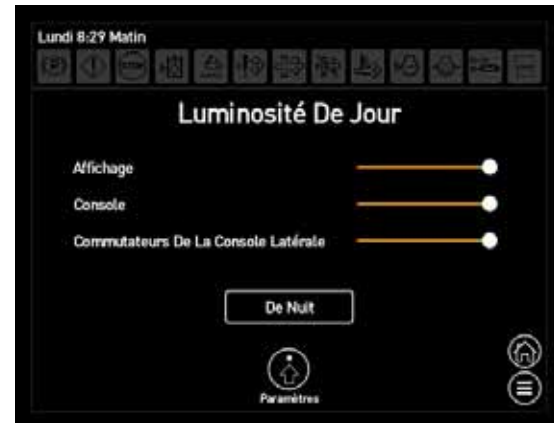 Lundi 8:29 Matin
Luminosité De Jour
Affichage
Console
Commutateurs De La Console Latérale
De Nuit
Paramètres